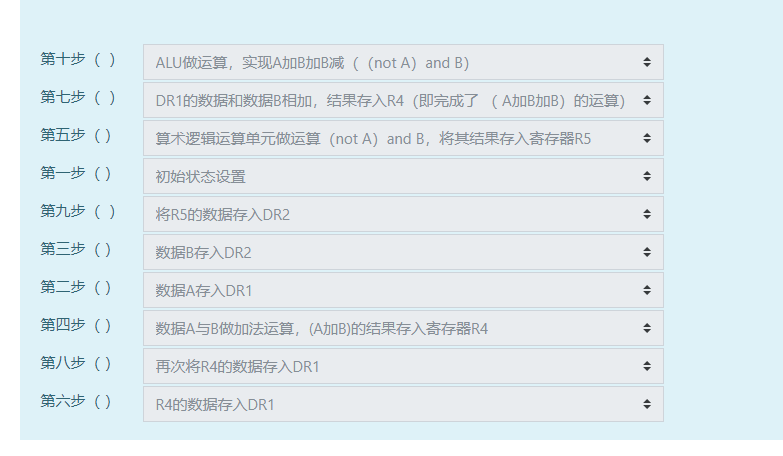 第十步（ ） ALU做运算，实现A加B加B减（（not A）and B）
第七步（ ） DR1的数据和数据B相加，结果存入R4（即完成了 （ A加B加B）的运算）
第五步（ ） 算术逻辑运算单元做运算（not A）and B，将其结果存入寄存器R5
第一步（ ） 初始状态设置
第九步（ ） 将R5的数据存入DR2
第三步（ ） 数据B存入DR2
第二步（ ） 数据A存入DR1
第四步（ ） 数据A与B做加法运算，(A加B)的结果存入寄存器R4
第八步（ ） 再次将R4的数据存入DR1
第六步（ ） R4的数据存入DR1